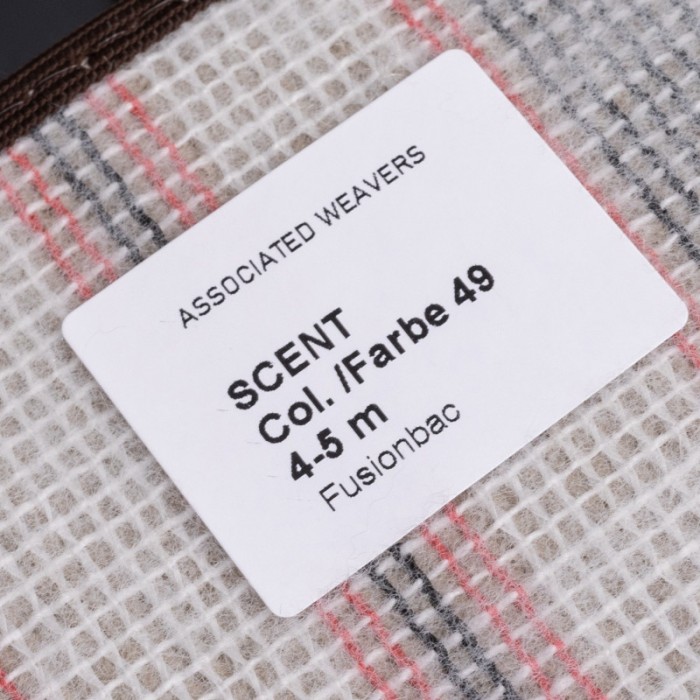 ASSOCIATED WEAVERS
SCENT
Col. /Farbe 49
4-5 m
Fusionbac